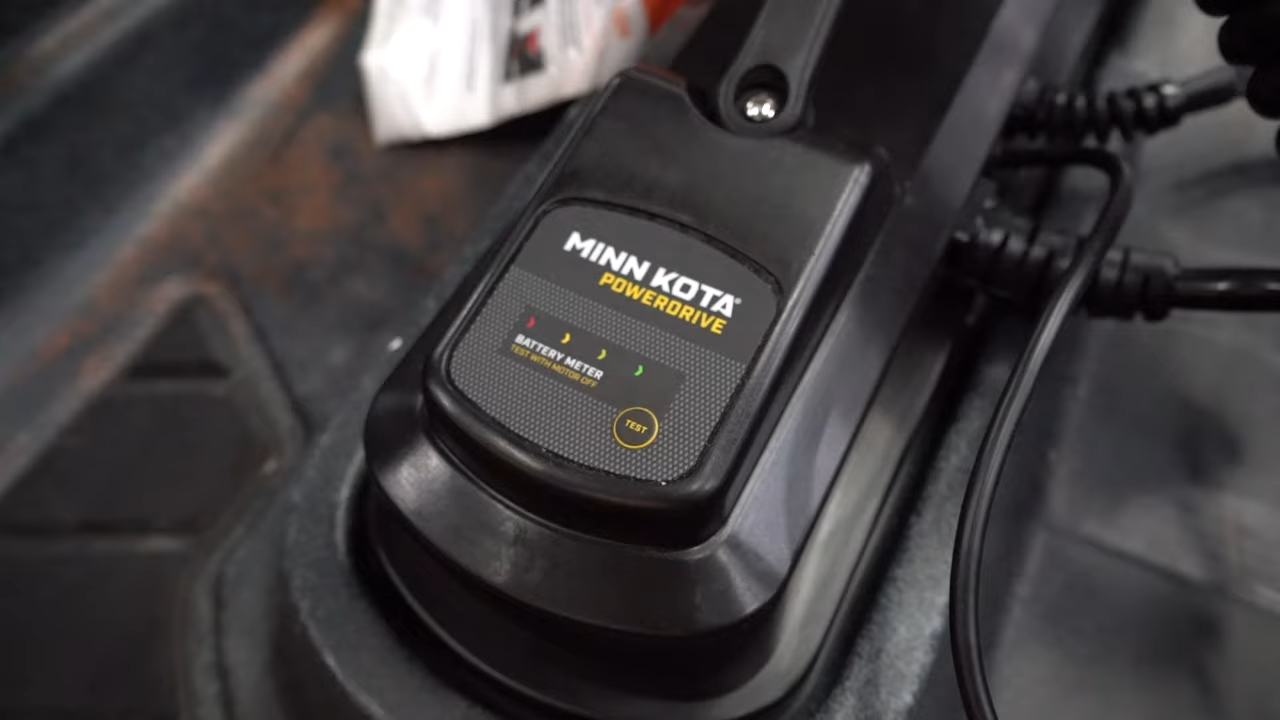 MINN KOTA®
POWERDRIVE
BATTERY METER
TEST WITH MOTOR OFF
TEST